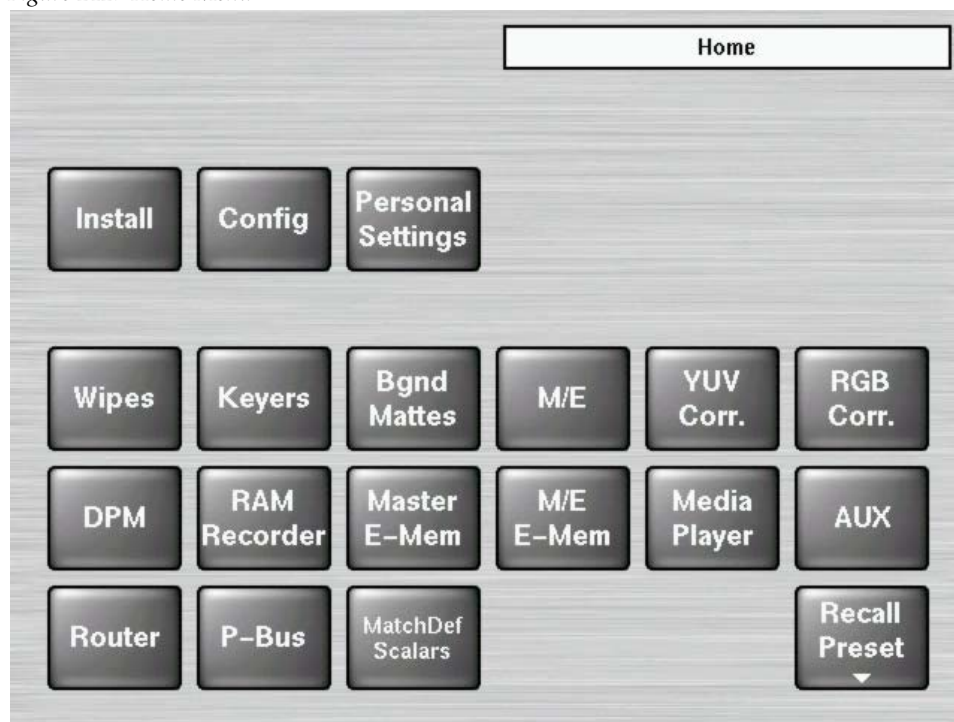 Home
Install
Config
Personal
Settings
Wipes
Keyers
Bgnd
Mattes
M/E
YUV
Corr.
RGB
Corr.
DPM
RAM
Recorder
Master
E-Mem
M/E
E-Mem
Media
Player
AUX
Router
P-Bus
MatchDef
Scalars
Recall
Preset